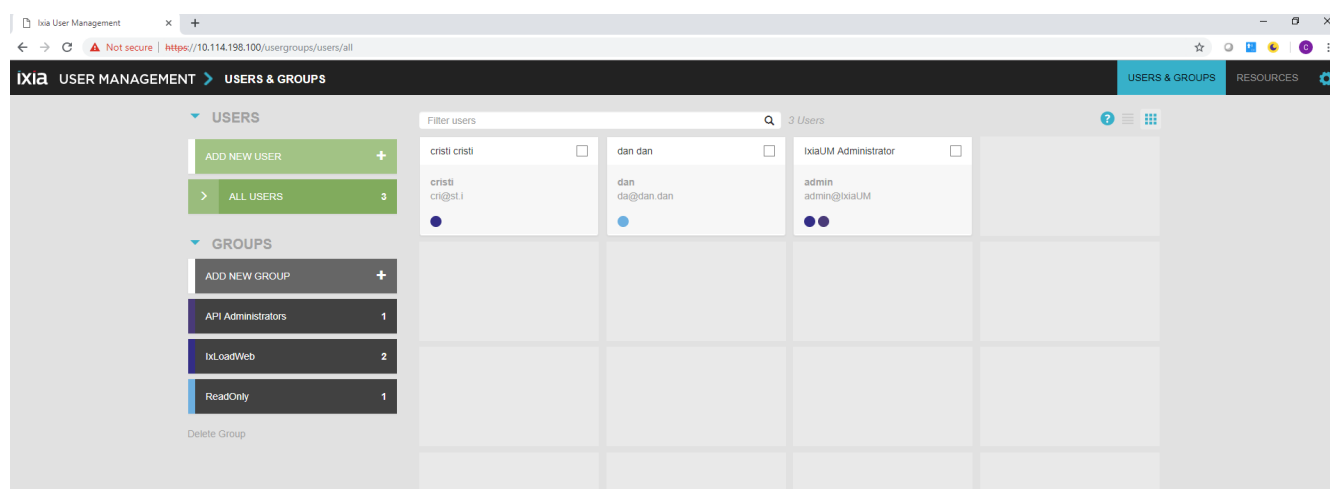 Ixia User Management
Not secure | https://10.114.198.100/usergroups/users/all
C
ixia USER MANAGEMENT USERS & GROUPS
USERS & GROUPS
RESOURCES
USERS
ADD NEW USER +
ALL USERS 3
GROUPS
ADD NEW GROUP +
API Administrators 1
IxLoadWeb 2
ReadOnly 1
Delete Group
Filter users
3 Users
?
cristi cristi
cristi
cri@st.i
dan dan
dan
da@dan.dan
IxiaUM Administrator
admin
admin@IxiaUM